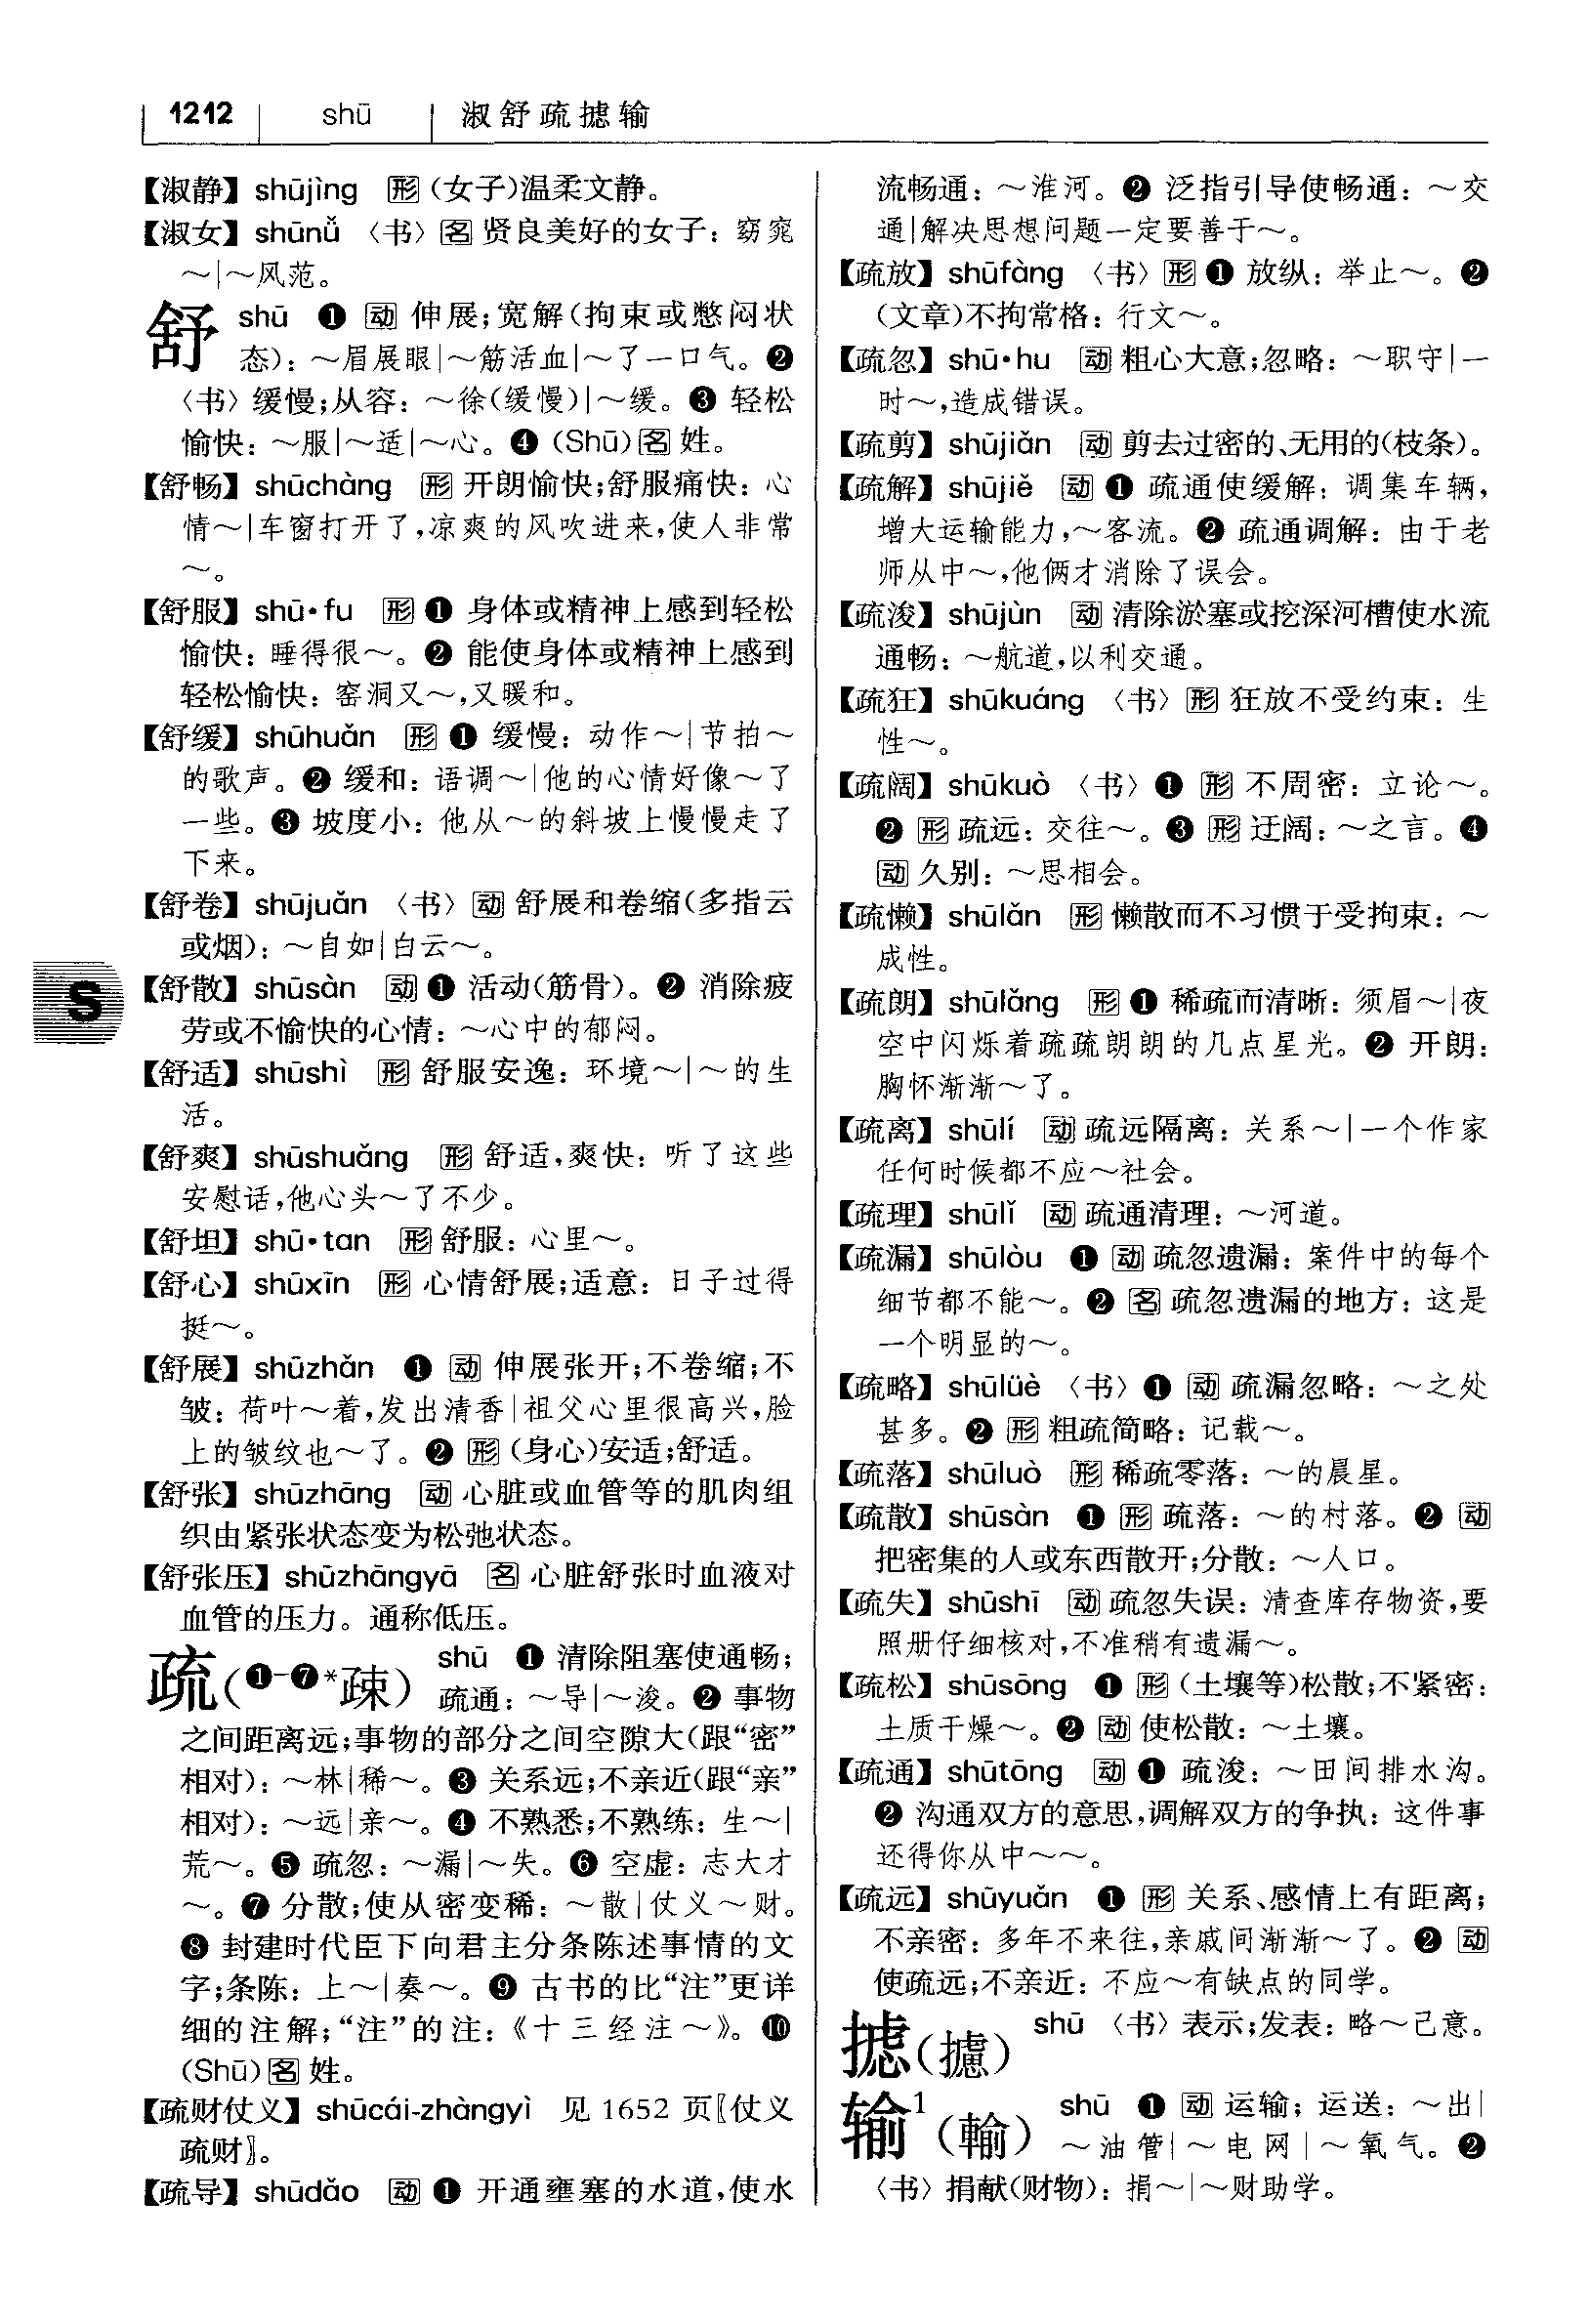 1212 shū 淑舒疏摅输
【淑静】shūjìng 形(女子)温柔文静。
【淑女】shūnǚ 〈书〉名 贤良美好的女子：窈窕
～|～风范。
舒 shū ❶ 动 伸展；宽解(拘束或憋闷状
态)：～眉展眼|～筋活血|～了一口气。❷
〈书〉缓慢；从容：～徐(缓慢)|～缓。❸ 轻松
愉快：～服|～适|～心。❹ (Shū)名 姓。
【舒畅】shūchàng 形 开朗愉快；舒服痛快：心
情～|车窗打开了，凉爽的风吹进来，使人非常
～。
【舒服】shū·fu 形 ❶ 身体或精神上感到轻松
愉快：睡得很～。❷ 能使身体或精神上感到
轻松愉快：窑洞又～，又暖和。
【舒缓】shūhuǎn 形 ❶ 缓慢：动作～|节拍～
的歌声。❷ 缓和：语调～|他的心情好像～了
一些。❸ 坡度小：他从～的斜坡上慢慢走了
下来。
【舒卷】shūjuǎn 〈书〉动 舒展和卷缩(多指云
或烟)：～自如|白云～。
S
【舒散】shūsàn 动 ❶ 活动(筋骨)。❷ 消除疲
劳或不愉快的心情：～心中的郁闷。
【舒适】shūshì 形 舒服安逸：环境～|～的生
活。
【舒爽】shūshuǎng 形 舒适，爽快：听了这些
安慰话，他心头～了不少。
【舒坦】shū·tan 形 舒服：心里～。
【舒心】shūxīn 形 心情舒展；适意：日子过得
挺～。
【舒展】shūzhǎn ❶ 动 伸展张开；不卷缩；不
皱：荷叶～着，发出清香|祖父心里很高兴，脸
上的皱纹也～了。❷ 形 (身心)安适；舒适。
【舒张】shūzhāng 动 心脏或血管等的肌肉组
织由紧张状态变为松弛状态。
【舒张压】shūzhāngyā 名 心脏舒张时血液对
血管的压力。通称低压。
疏(❶-❼*疎) shū ❶ 清除阻塞使通畅；
疏通：～导|～浚。❷ 事物
之间距离远；事物的部分之间空隙大(跟“密”
相对)：～林|稀～。❸ 关系远；不亲近(跟“亲”
相对)：～远|亲～。❹ 不熟悉；不熟练：生～|
荒～。❺ 疏忽：～漏|～失。❻ 空虚：志大才
～。❼ 分散；使从密变稀：～散|仗义～财。
❽ 封建时代臣下向君主分条陈述事情的文
字；条陈：上～|奏～。❾ 古书的比“注”更详
细的注解；“注”的注：《十三经注～》。❿
(Shū)名 姓。
【疏财仗义】shūcái-zhàngyì 见 1652 页〖仗义
疏财〗。
【疏导】shūdǎo 动 ❶ 开通壅塞的水道，使水
流畅通：～淮河。❷ 泛指引导使畅通：～交
通|解决思想问题一定要善于～。
【疏放】shūfàng 〈书〉形 ❶ 放纵：举止～。❷
(文章)不拘常格：行文～。
【疏忽】shū·hu 动 粗心大意；忽略：～职守|一
时～，造成错误。
【疏剪】shūjiǎn 动 剪去过密的、无用的(枝条)。
【疏解】shūjiě 动 ❶ 疏通使缓解：调集车辆，
增大运输能力，～客流。❷ 疏通调解：由于老
师从中～，他俩才消除了误会。
【疏浚】shūjùn 动 清除淤塞或挖深河槽使水流
通畅：～航道，以利交通。
【疏狂】shūkuáng 〈书〉形 狂放不受约束：生
性～。
【疏阔】shūkuò 〈书〉❶ 形 不周密：立论～。
❷ 形 疏远：交往～。❸ 形 迂阔：～之言。❹
动 久别：～思相会。
【疏懒】shūlǎn 形 懒散而不习惯于受拘束：～
成性。
【疏朗】shūlǎng 形 ❶ 稀疏而清晰：须眉～|夜
空中闪烁着疏疏朗朗的几点星光。❷ 开朗：
胸怀渐渐～了。
【疏离】shūlí 动 疏远隔离：关系～|一个作家
任何时候都不应～社会。
【疏理】shūlǐ 动 疏通清理：～河道。
【疏漏】shūlòu ❶ 动 疏忽遗漏：案件中的每个
细节都不能～。❷ 名 疏忽遗漏的地方：这是
一个明显的～。
【疏略】shūlüè 〈书〉❶ 动 疏漏忽略：～之处
甚多。❷ 形 粗疏简略：记载～。
【疏落】shūluò 形 稀疏零落：～的晨星。
【疏散】shūsàn ❶ 形 疏落：～的村落。❷ 动
把密集的人或东西散开；分散：～人口。
【疏失】shūshī 动 疏忽失误：清查库存物资，要
照册仔细核对，不准稍有遗漏～。
【疏松】shūsōng ❶ 形 (土壤等)松散；不紧密：
土质干燥～。❷ 动 使松散：～土壤。
【疏通】shūtōng 动 ❶ 疏浚：～田间排水沟。
❷ 沟通双方的意思，调解双方的争执：这件事
还得你从中～～。
【疏远】shūyuǎn ❶ 形 关系、感情上有距离；
不亲密：多年不来往，亲戚间渐渐～了。❷ 动
使疏远；不亲近：不应～有缺点的同学。
摅(攄) shū 〈书〉表示；发表：略～己意。
输¹(輸) shū ❶ 动 运输；运送：～出|
～油管|～电网|～氧气。❷
〈书〉捐献(财物)：捐～|～财助学。